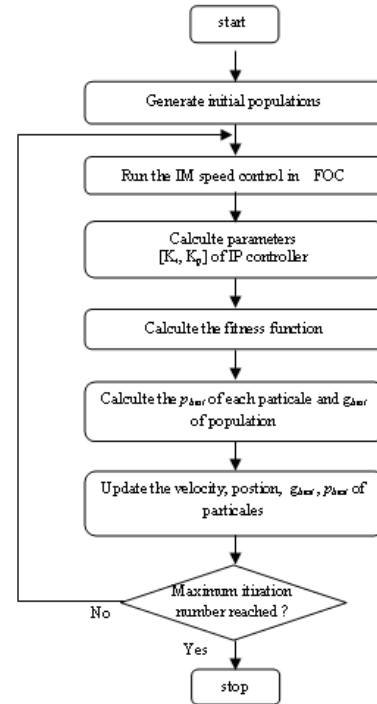 start
Generate initial populations
Run the IM speed control in FOC
Calculte parameters
[Kᵢ, Kₚ] of IP controller
Calculte the fitness function
Calculte the pbest of each particale and gbest
of population
Update the velocity, postion, gbest, pbest of
particales
Maximum itiration
number reached ?
No
Yes
stop